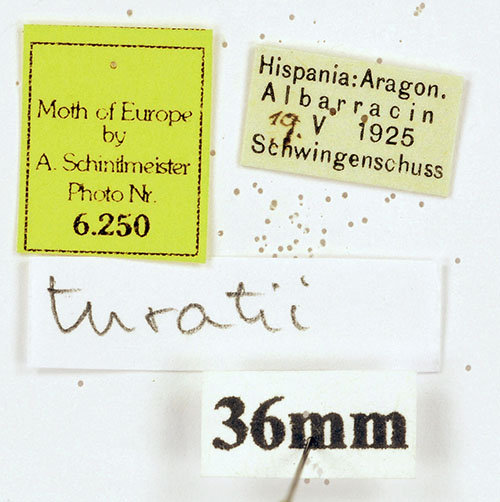 Moth of Europe
by
A. Schintlmeister
Photo Nr.
6.250
Hispania: Aragon.
Albarracin
19. V 1925
Schwingenschuss
turatii
36mm